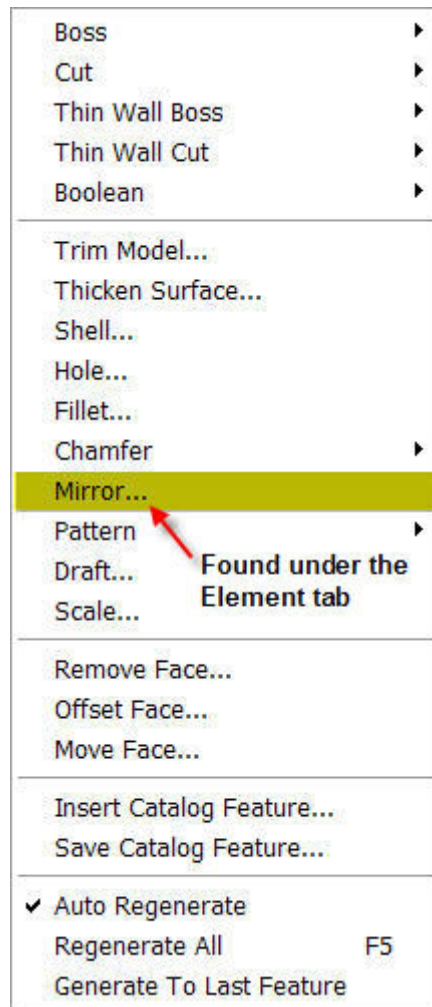 Boss
Cut
Thin Wall Boss
Thin Wall Cut
Boolean
Trim Model...
Thicken Surface...
Shell...
Hole...
Fillet...
Chamfer
Mirror...
Pattern
Found under the
Draft...
Element tab
Scale...
Remove Face...
Offset Face...
Move Face...
Insert Catalog Feature...
Save Catalog Feature...
Auto Regenerate
Regenerate All F5
Generate To Last Feature